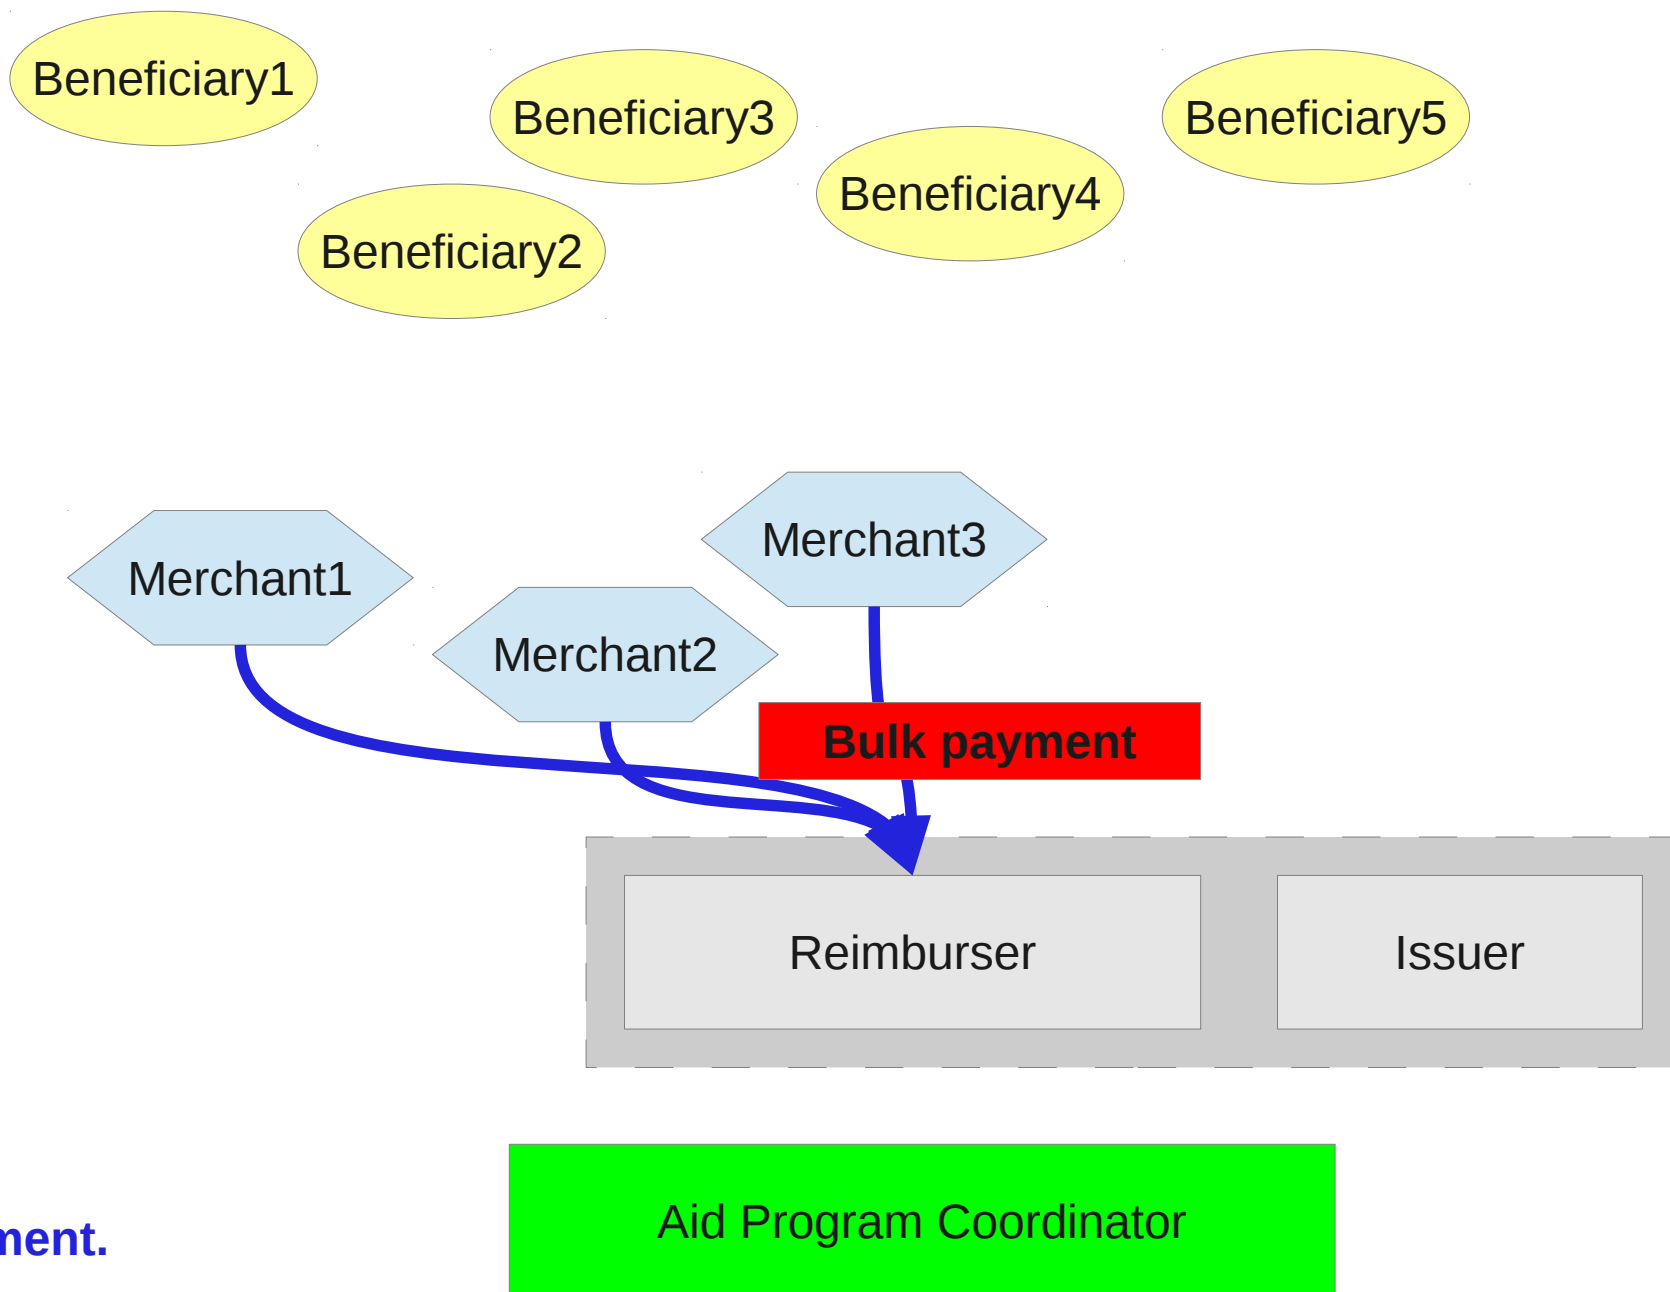 Beneficiary1
Beneficiary3
Beneficiary5
Beneficiary4
Beneficiary2
Merchant3
Merchant1
Merchant2
Bulk payment
Reimburser
Issuer
Aid Program Coordinator
ment.